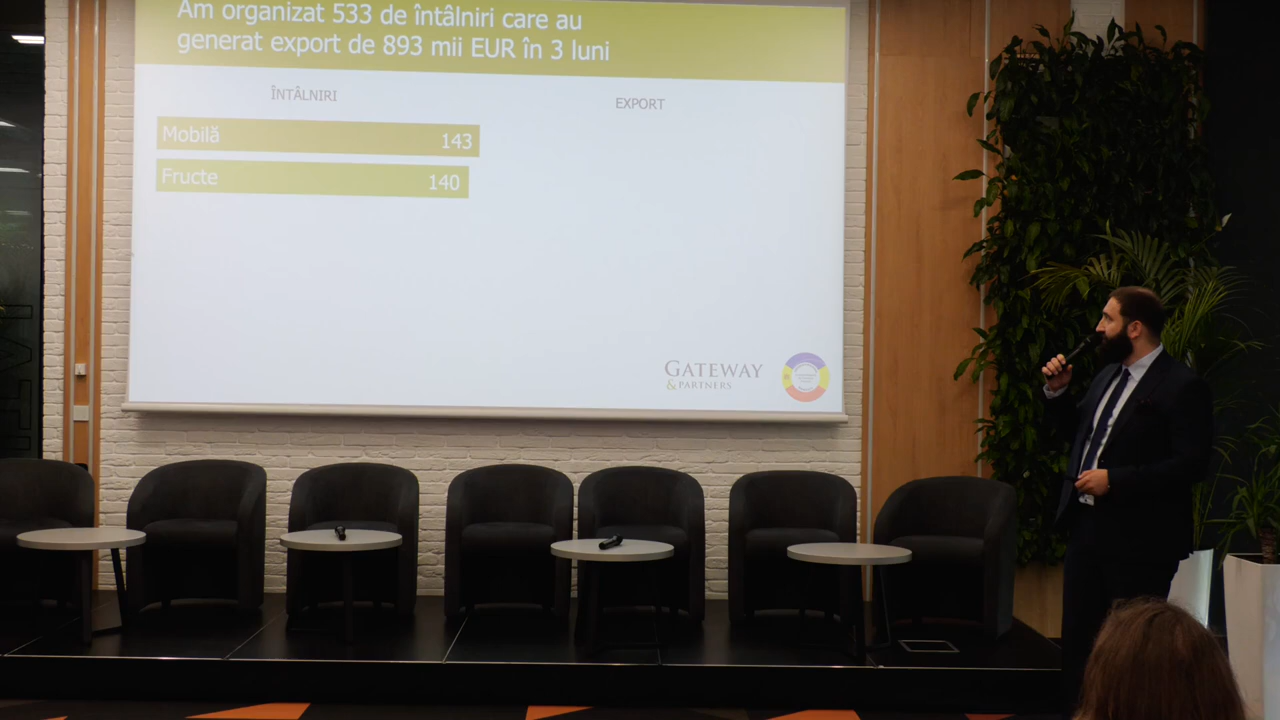 Am organizat 533 de întâlniri care au
generat export de 893 mii EUR în 3 luni
ÎNTÂLNIRI
EXPORT
Mobilă 143
Fructe 140
GATEWAY
& PARTNERS